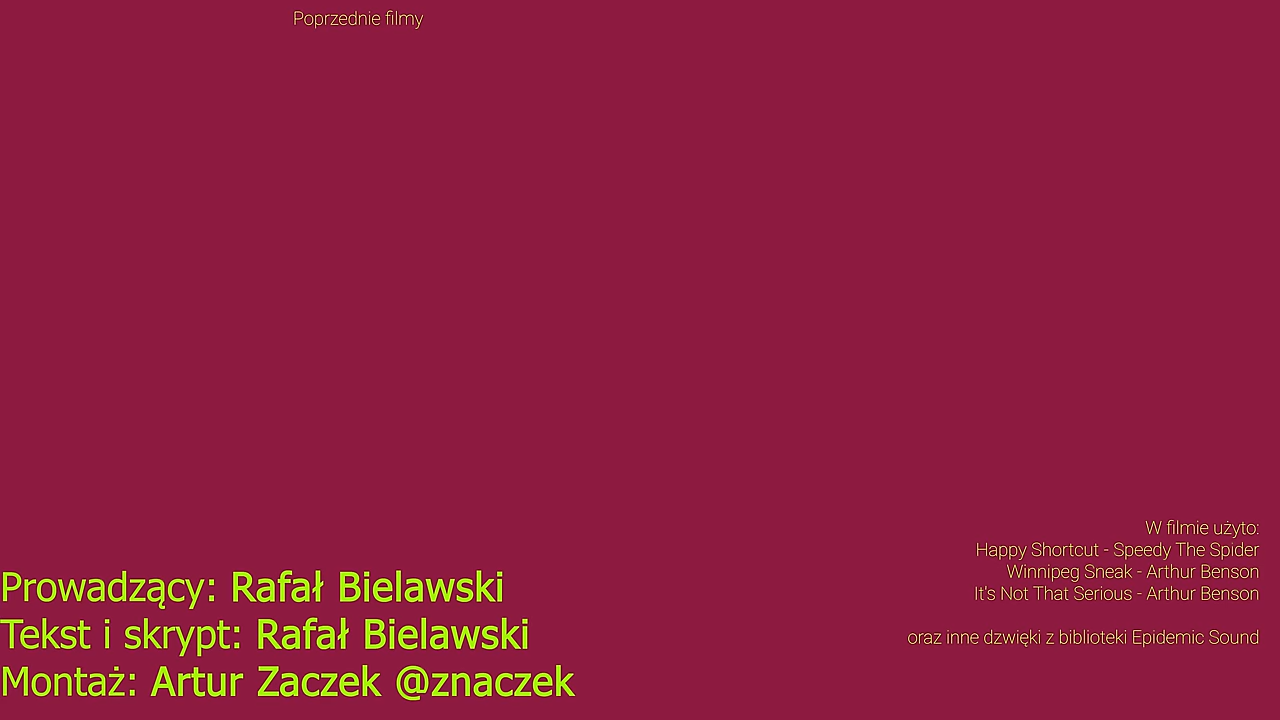 Poprzednie filmy
W filmie użyto:
Happy Shortcut - Speedy The Spider
Winnipeg Sneak - Arthur Benson
It's Not That Serious - Arthur Benson
oraz inne dzwięki z biblioteki Epidemic Sound
Prowadzący: Rafał Bielawski
Tekst i skrypt: Rafał Bielawski
Montaż: Artur Zaczek @znaczek